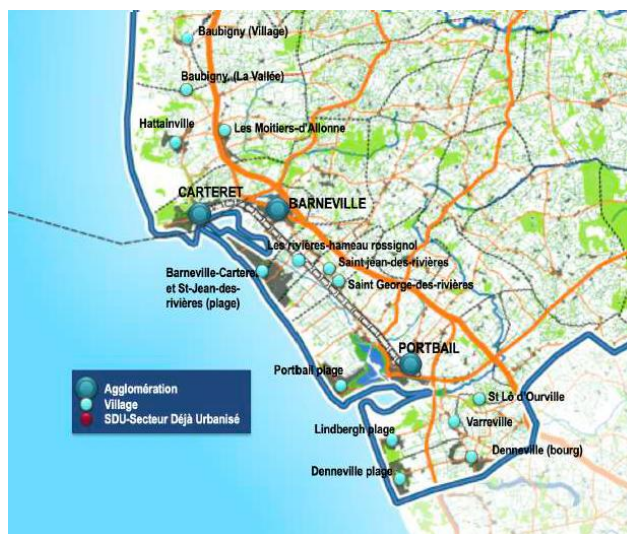 Baubigny (Village)
Baubigny (La Vallée)
Hattainville
Les Moitiers-d'Allonne
CARTERET
BARNEVILLE
Les rivières-hameau rossignol
Saint jean-des-rivières
Barneville-Carteret
et St-Jean-des-
rivières (plage)
Saint George-des-rivières
PORTBAIL
Portbail plage
St Lô d'Ourville
Agglomération
Village
SDU-Secteur Déjà Urbanisé
Varreville
Lindbergh plage
Denneville (bourg)
Denneville plage